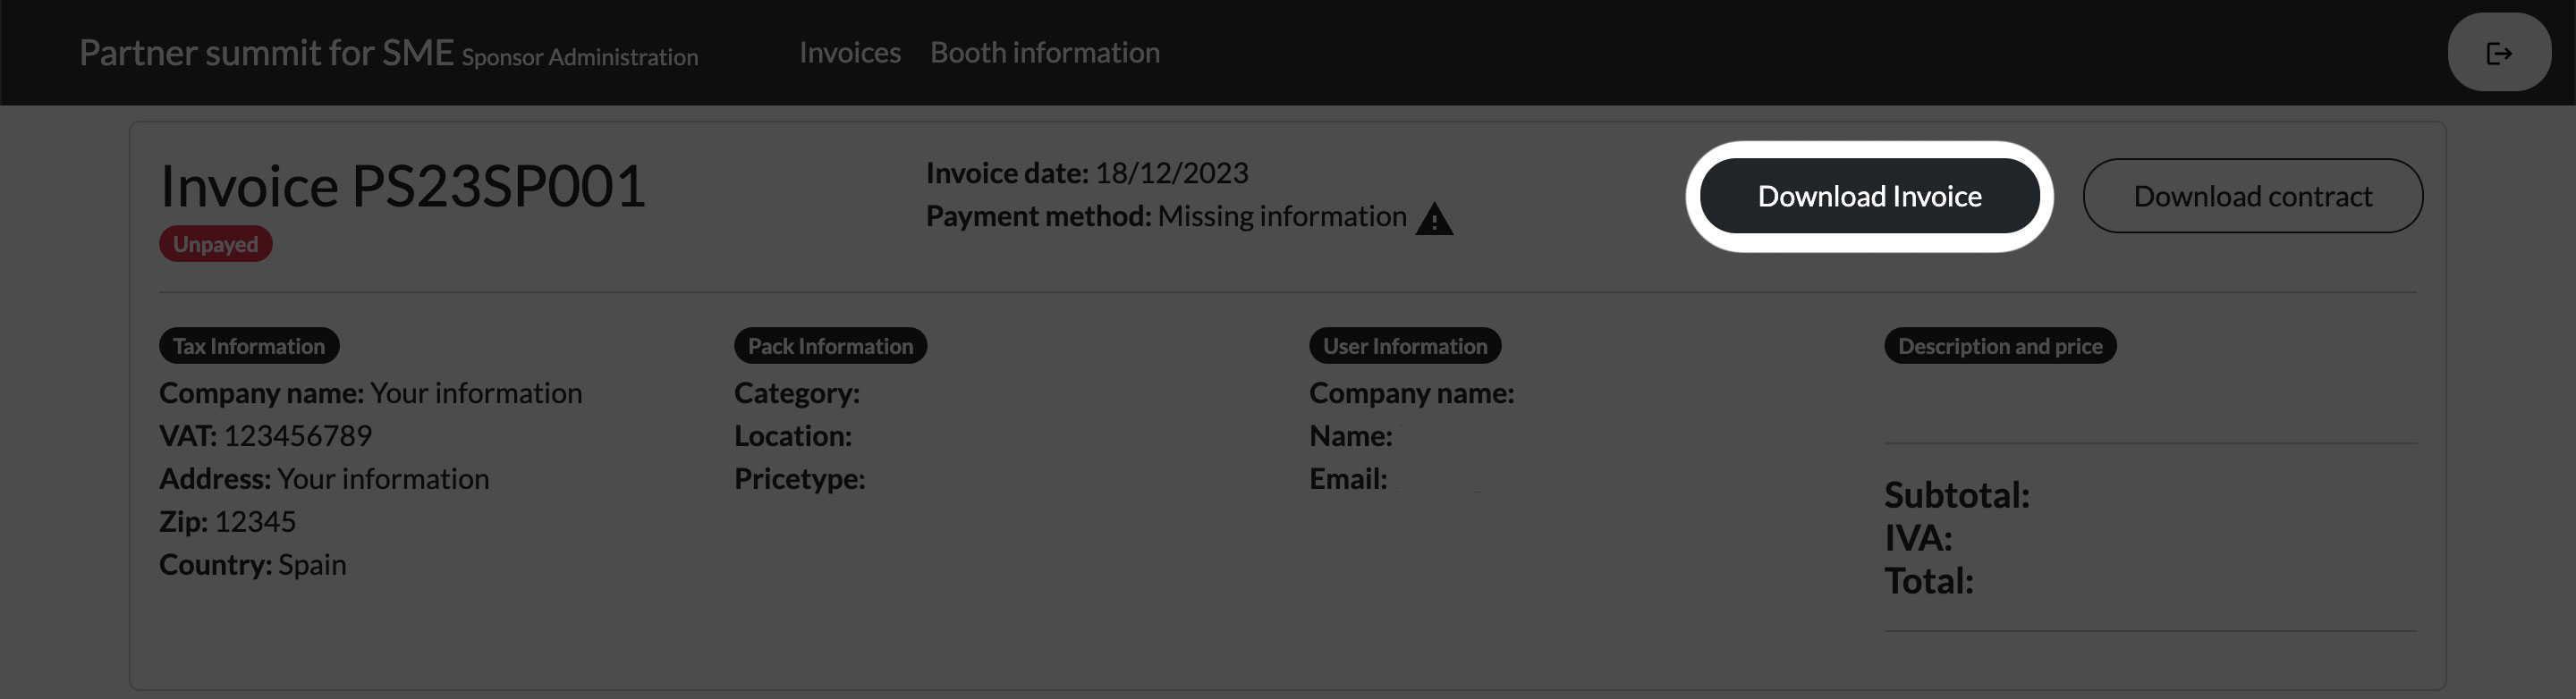 Partner summit for SME Sponsor Administration
Invoices
Booth information
Invoice PS23SP001
Unpayed
Invoice date: 18/12/2023
Payment method: Missing information
Download Invoice
Download contract
Tax Information
Company name: Your information
VAT: 123456789
Address: Your information
Zip: 12345
Country: Spain
Pack Information
Category:
Location:
Pricetype:
User Information
Company name:
Name:
Email:
Description and price
Subtotal:
IVA:
Total: